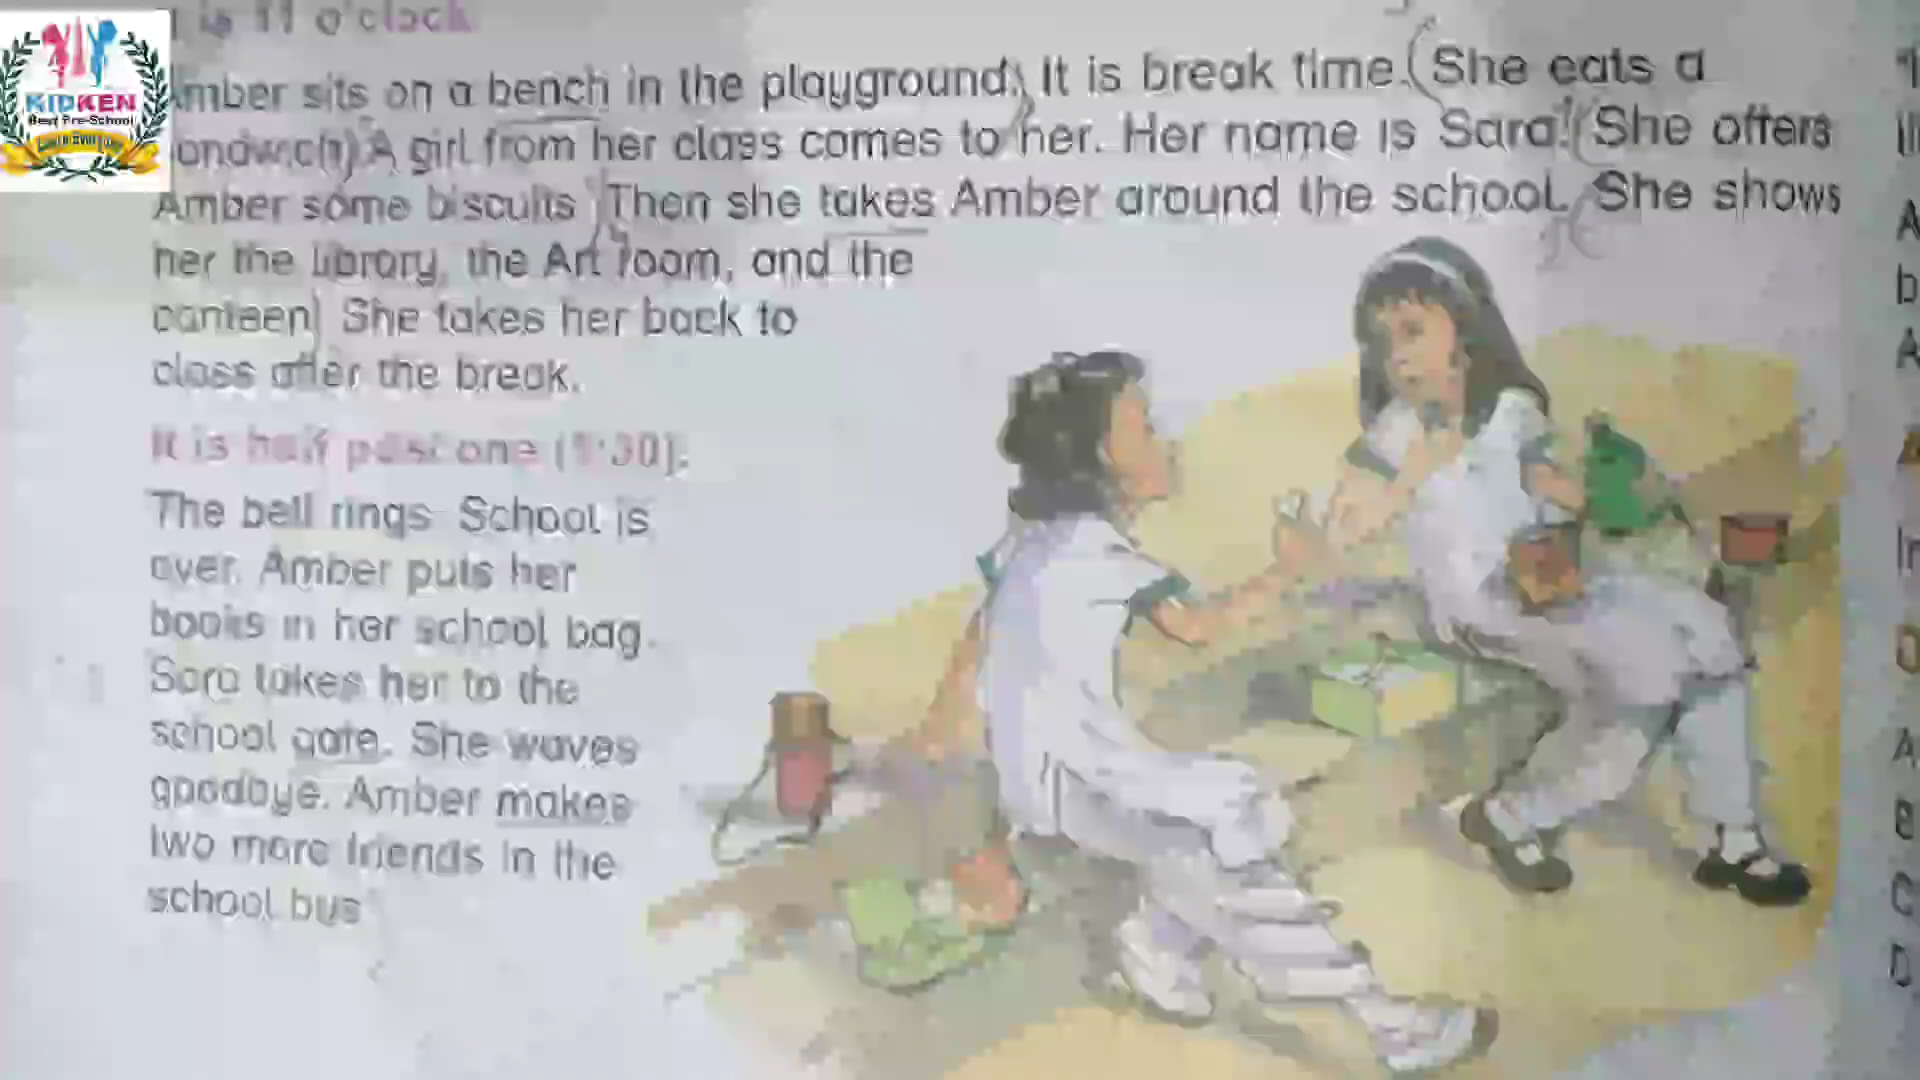 is 11 o'clock
KIDKEN
Best Pre-School
Amber sits on a bench in the playground. It is break time. She eats a
sandwich. A girl from her class comes to her. Her name is Sara. She offers
Amber some biscuits. Then she takes Amber around the school. She shows
her the library, the Art room, and the
canteen. She takes her back to
class after the break.
It is half past one (1:30).
The bell rings. School is
over. Amber puts her
books in her school bag.
Sara takes her to the
school gate. She waves
goodbye. Amber makes
two more friends in the
school bus